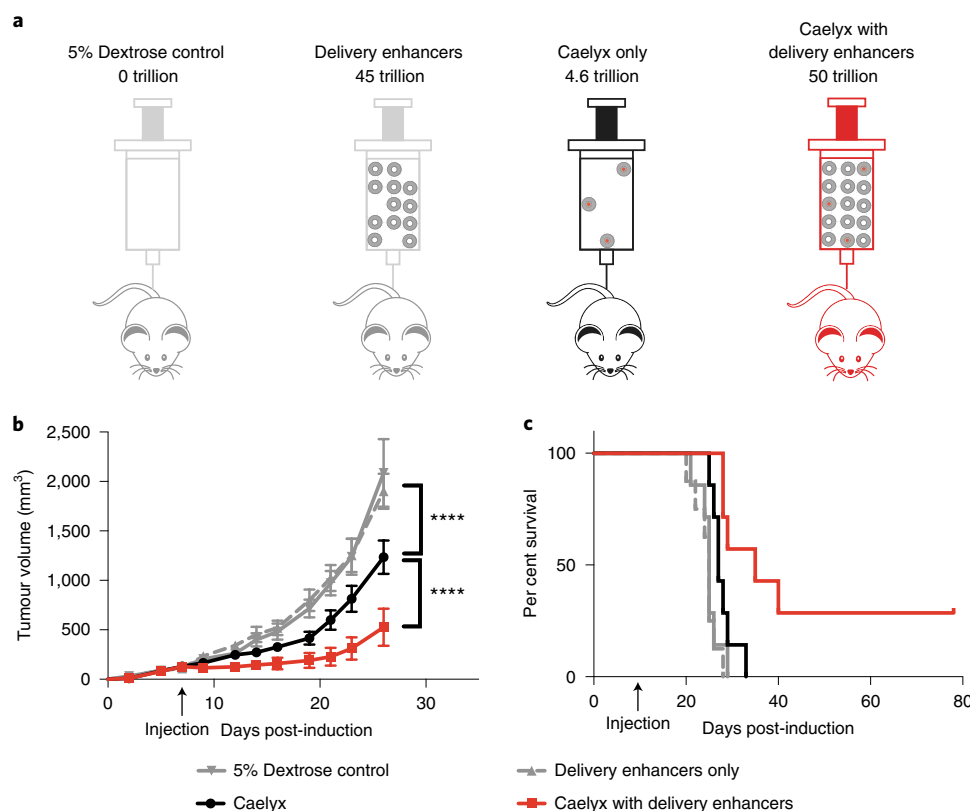 a
5% Dextrose control
0 trillion
Delivery enhancers
45 trillion
Caelyx only
4.6 trillion
Caelyx with
delivery enhancers
50 trillion
b
Tumour volume (mm³)
2,500
2,000
1,500
1,000
500
0
0 10 20 30
Injection
Days post-induction
****
****
c
Per cent survival
100
50
0
0 20 40 60 80
Injection
Days post-induction
5% Dextrose control
Delivery enhancers only
Caelyx
Caelyx with delivery enhancers